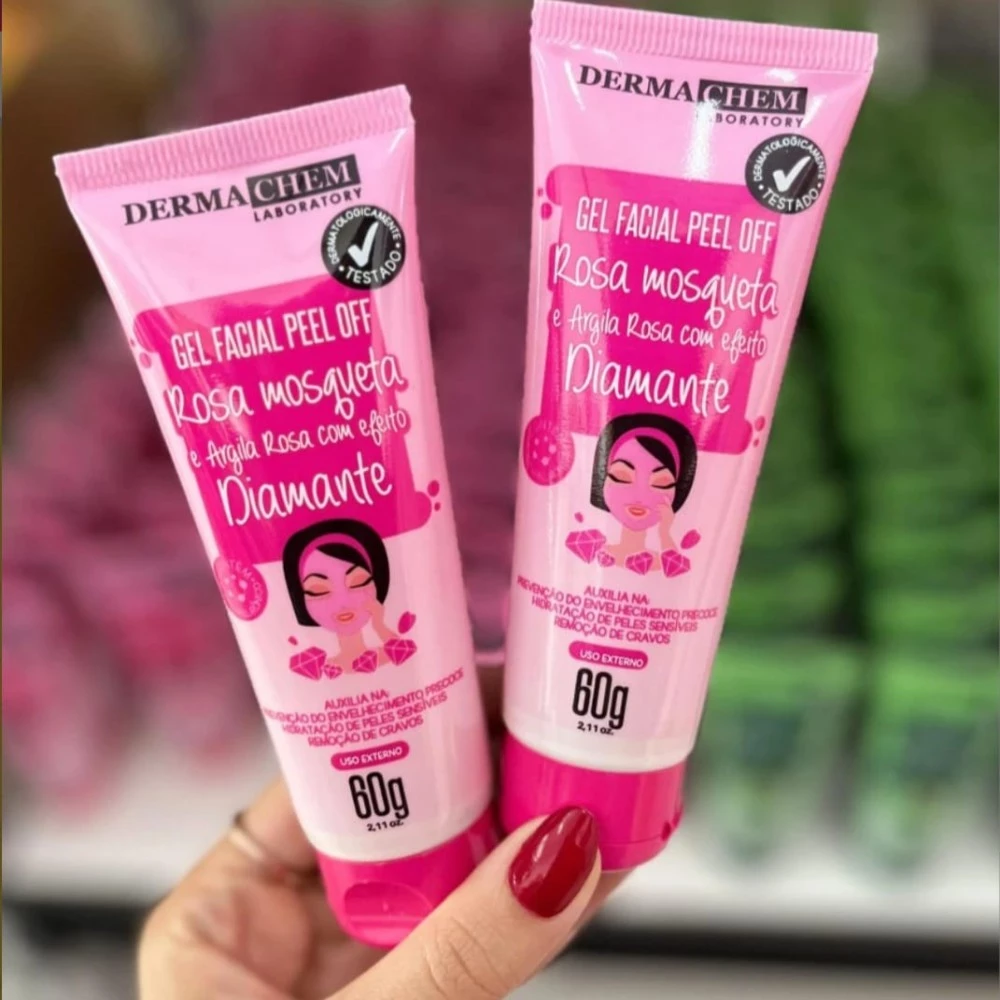 DERMACHEM
LABORATORY
DERMATOLOGICAMENTE
TESTADO
GEL FACIAL PEEL OFF
Rosa mosqueta
e Argila Rosa com efeito
Diamante
AUXILIA NA:
PREVENÇÃO DO ENVELHECIMENTO PRECOCE
HIDRATAÇÃO DE PELES SENSÍVEIS
REMOÇÃO DE CRAVOS
USO EXTERNO
60g
2,11 oz.
DERMACHEM
LABORATORY
DERMATOLOGICAMENTE
TESTADO
GEL FACIAL PEEL OFF
Rosa mosqueta
e Argila Rosa com efeito
Diamante
AUXILIA NA:
PREVENÇÃO DO ENVELHECIMENTO PRECOCE
HIDRATAÇÃO DE PELES SENSÍVEIS
REMOÇÃO DE CRAVOS
USO EXTERNO
60g
2,11 oz.